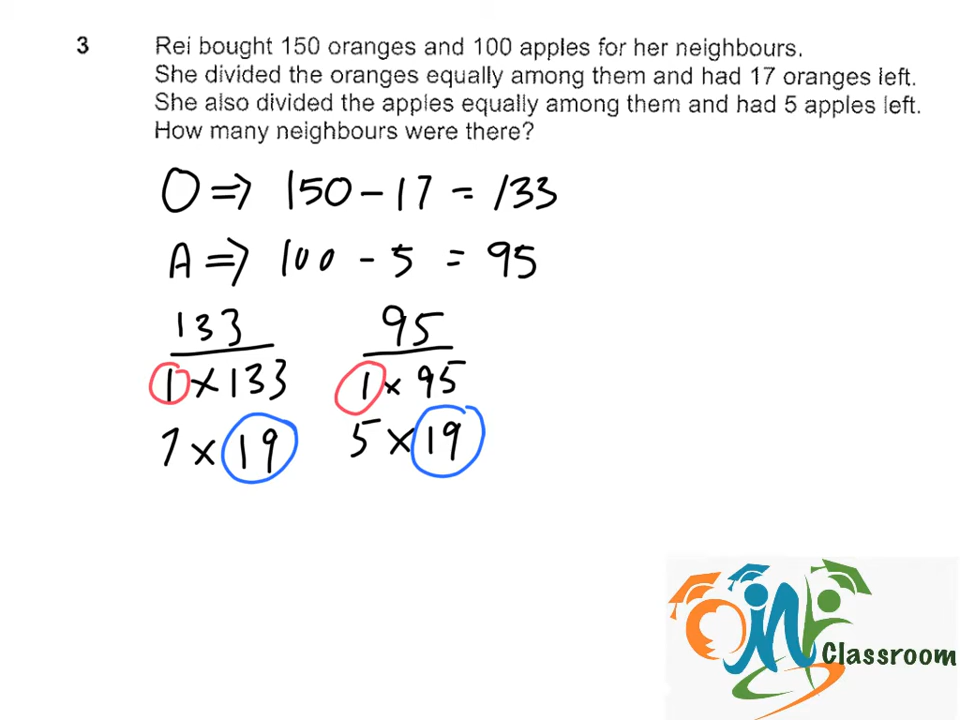 3 Rei bought 150 oranges and 100 apples for her neighbours.
She divided the oranges equally among them and had 17 oranges left.
She also divided the apples equally among them and had 5 apples left.
How many neighbours were there?
O ⇒ 150 - 17 = 133
A ⇒ 100 - 5 = 95
133 95
1 × 133 1 × 95
7 × 19 5 × 19
OINE
Classroom